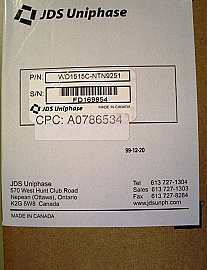 JDS Uniphase
P/N: WD1515C-NTN9251
S/N: FD169954
JDS Uniphase MADE IN CANADA
CPC: A0786534
99-12-20
JDS Uniphase
570 West Hunt Club Road
Nepean (Ottawa), Ontario
K2G 5W8 Canada
MADE IN CANADA
Tel 613 727-1304
Sales 613 727-1303
Fax 613 727-8284
www.jdsunph.com